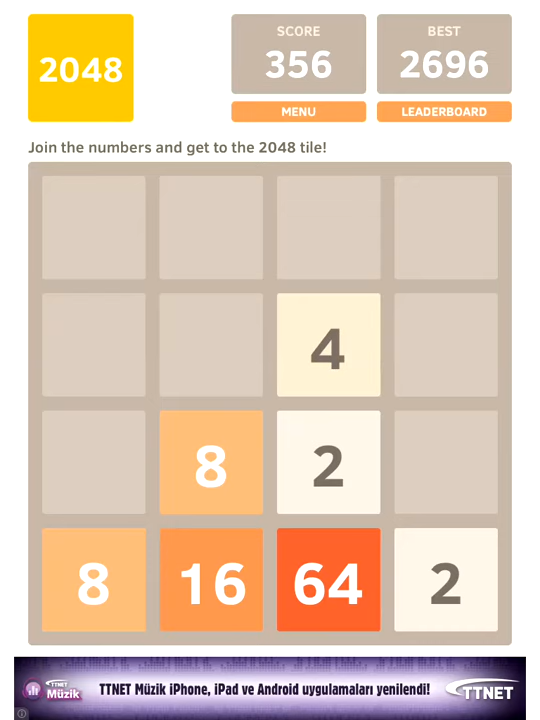 2048
SCORE
356
BEST
2696
MENU
LEADERBOARD
Join the numbers and get to the 2048 tile!
4
8 2
8 16 64 2
TTNET
Müzik
TTNET Müzik iPhone, iPad ve Android uygulamaları yenilendi!
TTNET